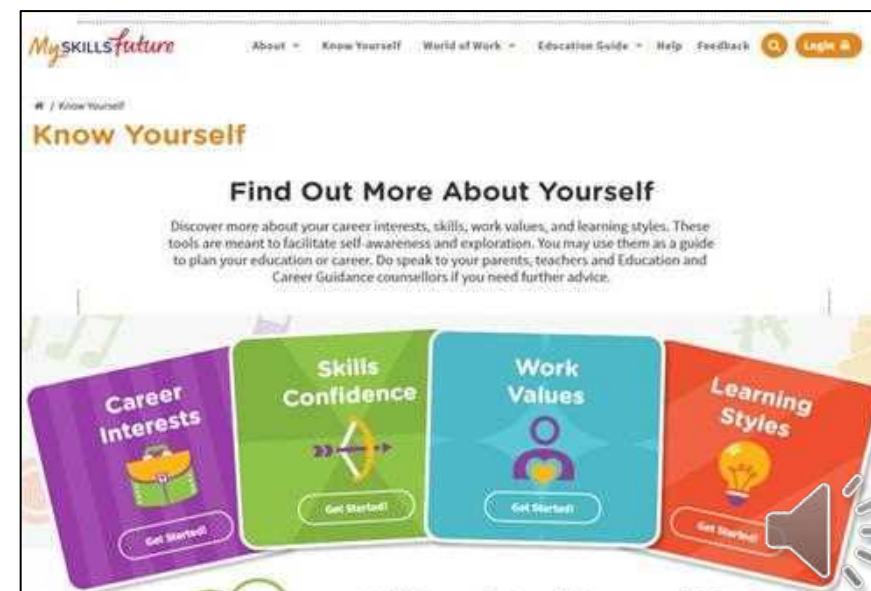 MySKILLSfuture
About Know Yourself World of Work Education Guide Help Feedback Login
/ Know Yourself
Know Yourself
Find Out More About Yourself
Discover more about your career interests, skills, work values, and learning styles. These
tools are meant to facilitate self-awareness and exploration. You may use them as a guide
to plan your education or career. Do speak to your parents, teachers and Education and
Career Guidance counsellors if you need further advice.
Career
Interests
Get Started!
Skills
Confidence
Get Started!
Work
Values
Get Started!
Learning
Styles
Get Started!